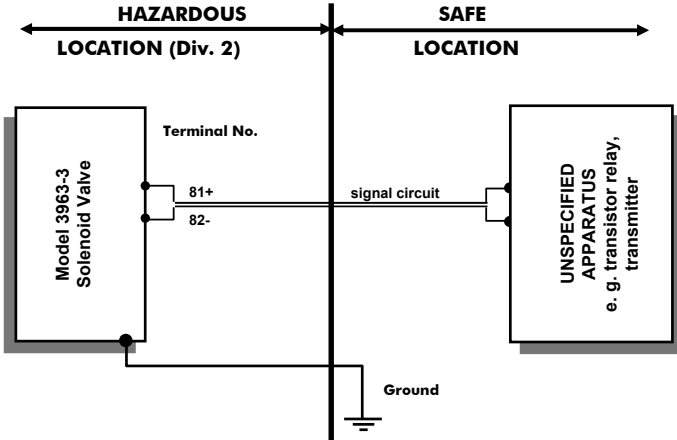 HAZARDOUS
LOCATION (Div. 2)
SAFE
LOCATION
Model 3963-3
Solenoid Valve
Terminal No.
81+
82-
signal circuit
UNSPECIFIED
APPARATUS
e. g. transistor relay,
transmitter
Ground